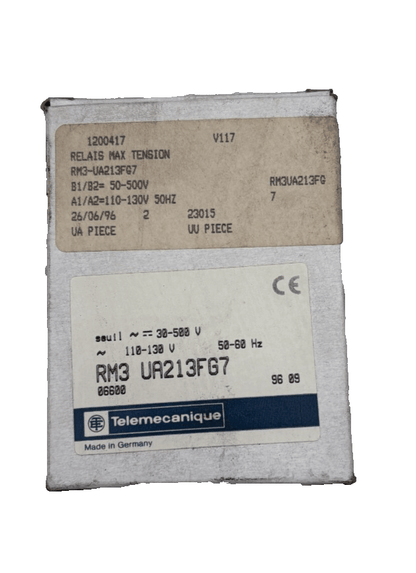 1200417 V117
RELAIS MAX TENSION
RM3-UA213FG7
B1/B2= 50-500V RM3UA213FG
A1/A2=110-130V 50HZ 7
26/06/96 2 23015
UA PIECE VU PIECE
CE
seuil ~ ⎓ 30-500 V
~ 110-130 V 50-60 Hz
RM3 UA213FG7
06600 96 09
Telemecanique
Made in Germany